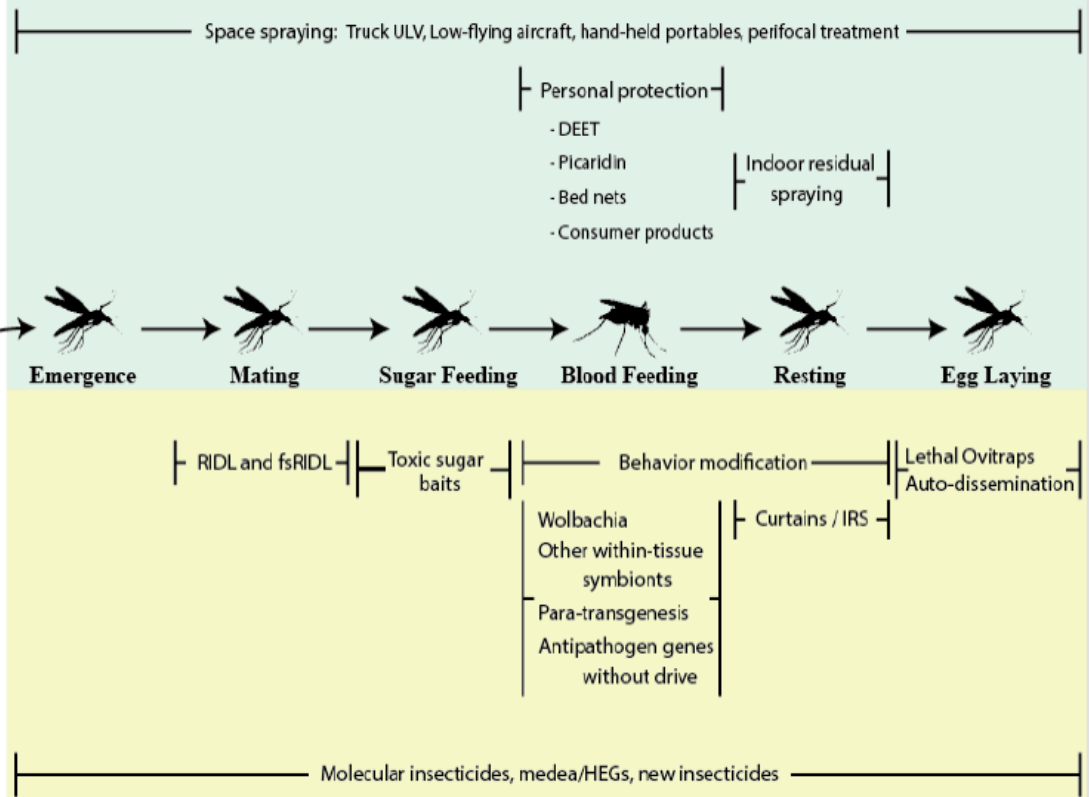 Space spraying: Truck ULV, Low-flying aircraft, hand-held portables, perifocal treatment
Personal protection
- DEET
- Picaridin
- Bed nets
- Consumer products
Indoor residual
spraying
Emergence
Mating
Sugar Feeding
Blood Feeding
Resting
Egg Laying
RIDL and fsRIDL
Toxic sugar
baits
Behavior modification
Lethal Ovitraps
Auto-dissemination
Wolbachia
Other within-tissue
symbionts
Para-transgenesis
Antipathogen genes
without drive
Curtains / IRS
Molecular insecticides, medea/HEGs, new insecticides